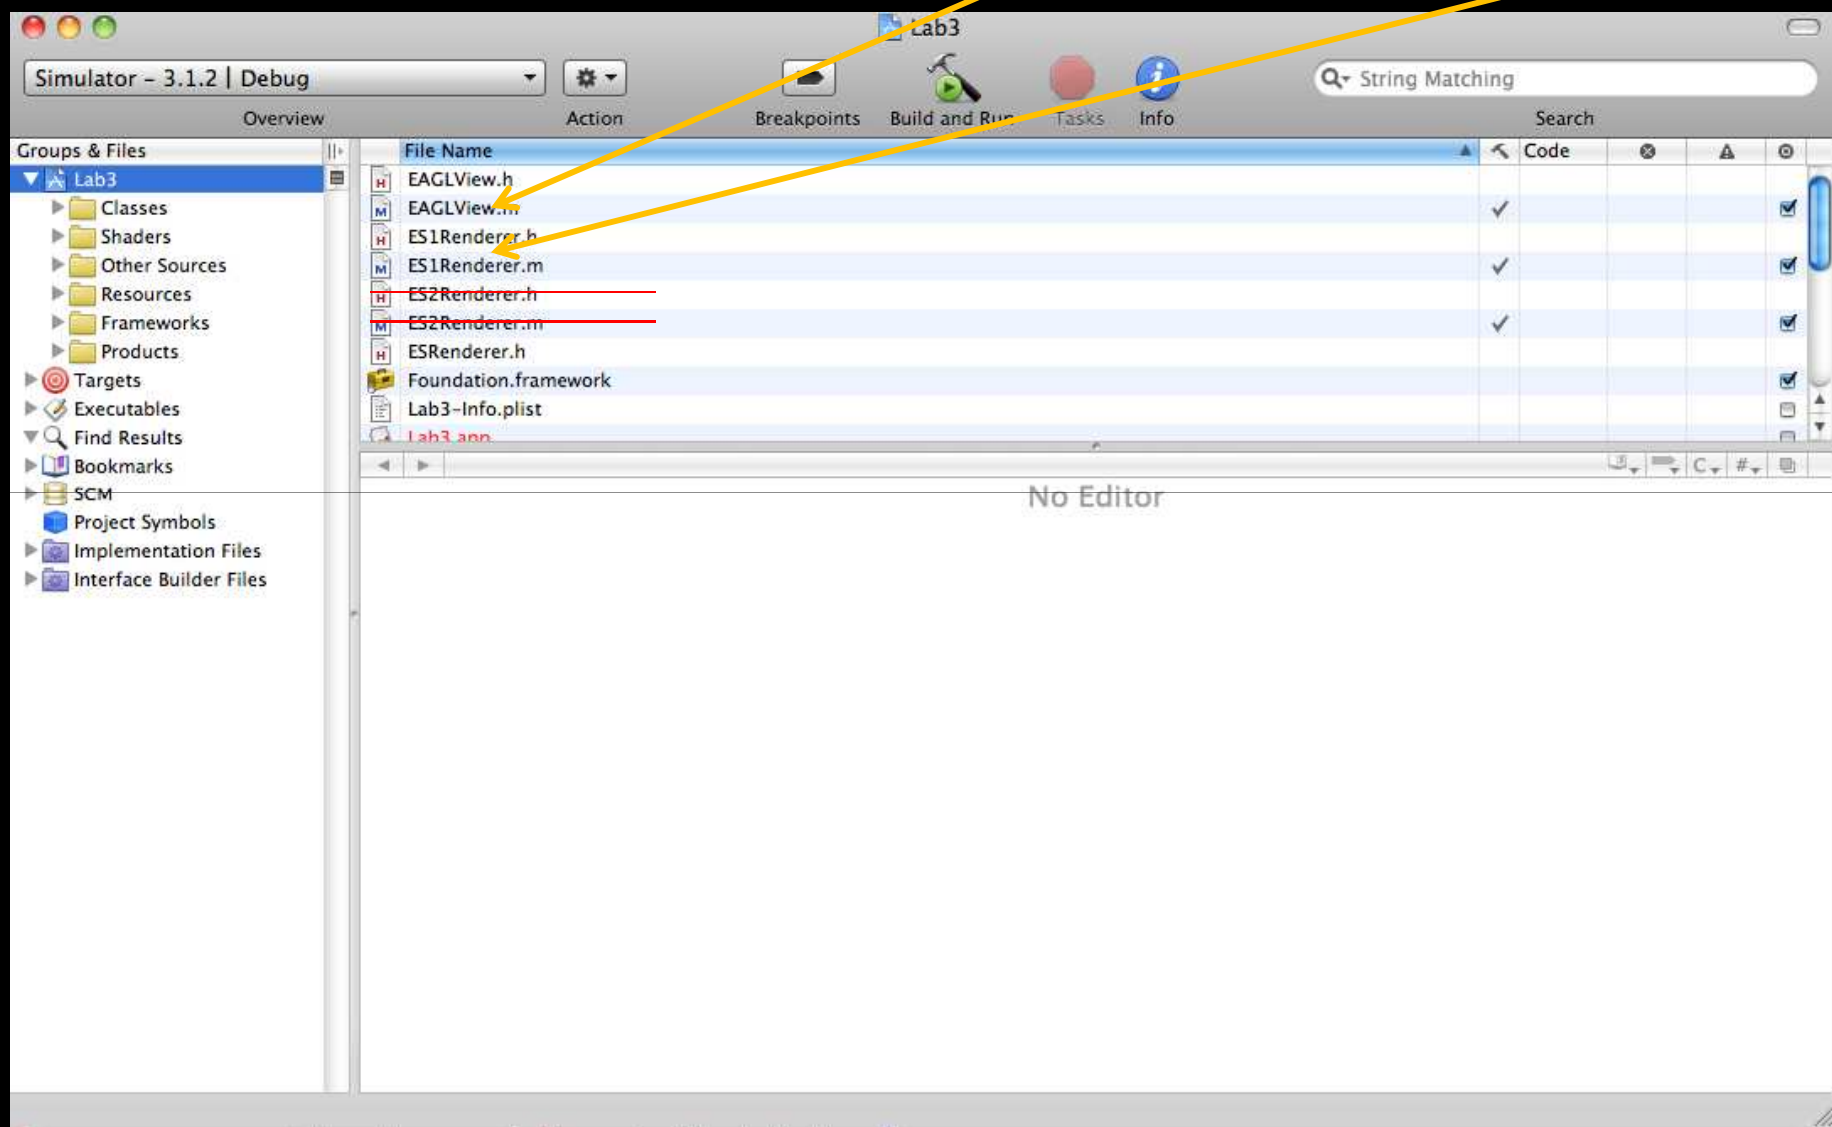 Lab3
Simulator – 3.1.2 | Debug
String Matching
Overview
Action
Breakpoints
Build and Run
Tasks
Info
Search
Groups & Files
File Name
Code
Lab3
Classes
Shaders
Other Sources
Resources
Frameworks
Products
Targets
Executables
Find Results
Bookmarks
SCM
Project Symbols
Implementation Files
Interface Builder Files
EAGLView.h
EAGLView.m
ES1Renderer.h
ES1Renderer.m
ES2Renderer.h
ES2Renderer.m
ESRenderer.h
Foundation.framework
Lab3-Info.plist
Lab3.app
C
#
No Editor